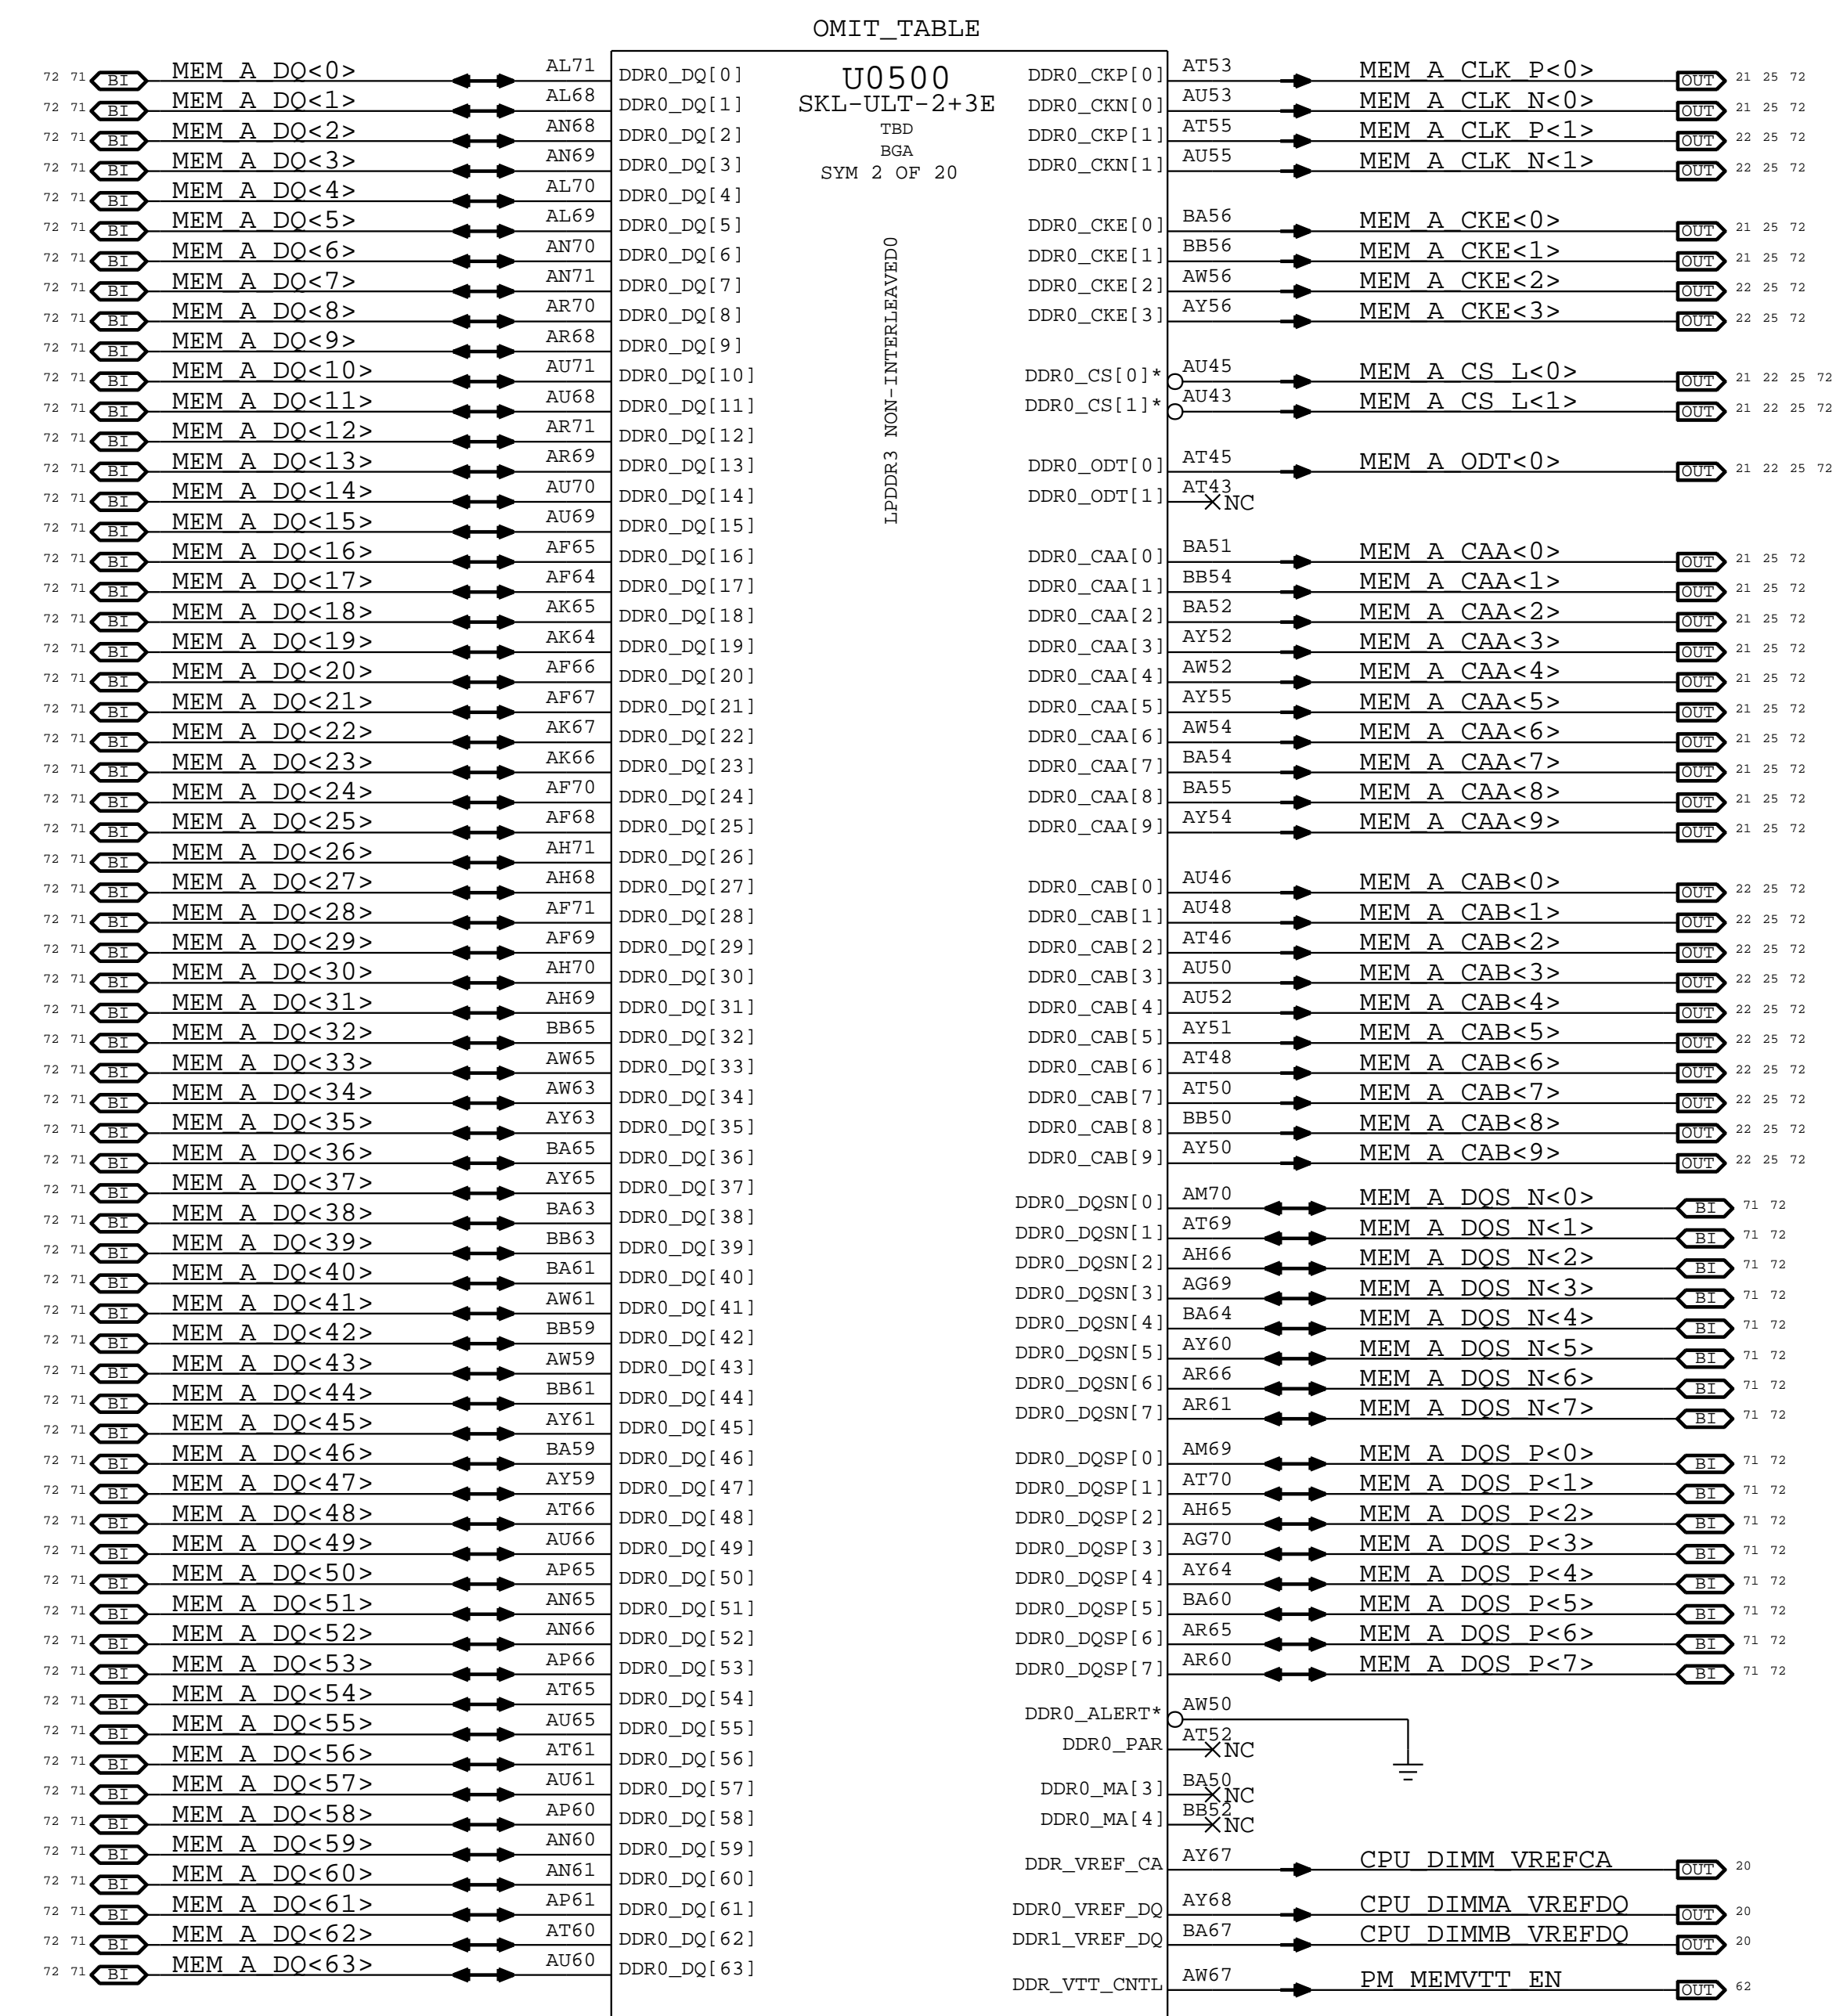 OMIT_TABLE
72 71 BI MEM_A_DQ<0> AL71 DDR0_DQ[0]
72 71 BI MEM_A_DQ<1> AL68 DDR0_DQ[1]
72 71 BI MEM_A_DQ<2> AN68 DDR0_DQ[2]
72 71 BI MEM_A_DQ<3> AN69 DDR0_DQ[3]
72 71 BI MEM_A_DQ<4> AL70 DDR0_DQ[4]
72 71 BI MEM_A_DQ<5> AL69 DDR0_DQ[5]
72 71 BI MEM_A_DQ<6> AN70 DDR0_DQ[6]
72 71 BI MEM_A_DQ<7> AN71 DDR0_DQ[7]
72 71 BI MEM_A_DQ<8> AR70 DDR0_DQ[8]
72 71 BI MEM_A_DQ<9> AR68 DDR0_DQ[9]
72 71 BI MEM_A_DQ<10> AU71 DDR0_DQ[10]
72 71 BI MEM_A_DQ<11> AU68 DDR0_DQ[11]
72 71 BI MEM_A_DQ<12> AR71 DDR0_DQ[12]
72 71 BI MEM_A_DQ<13> AR69 DDR0_DQ[13]
72 71 BI MEM_A_DQ<14> AU70 DDR0_DQ[14]
72 71 BI MEM_A_DQ<15> AU69 DDR0_DQ[15]
72 71 BI MEM_A_DQ<16> AF65 DDR0_DQ[16]
72 71 BI MEM_A_DQ<17> AF64 DDR0_DQ[17]
72 71 BI MEM_A_DQ<18> AK65 DDR0_DQ[18]
72 71 BI MEM_A_DQ<19> AK64 DDR0_DQ[19]
72 71 BI MEM_A_DQ<20> AF66 DDR0_DQ[20]
72 71 BI MEM_A_DQ<21> AF67 DDR0_DQ[21]
72 71 BI MEM_A_DQ<22> AK67 DDR0_DQ[22]
72 71 BI MEM_A_DQ<23> AK66 DDR0_DQ[23]
72 71 BI MEM_A_DQ<24> AF70 DDR0_DQ[24]
72 71 BI MEM_A_DQ<25> AF68 DDR0_DQ[25]
72 71 BI MEM_A_DQ<26> AH71 DDR0_DQ[26]
72 71 BI MEM_A_DQ<27> AH68 DDR0_DQ[27]
72 71 BI MEM_A_DQ<28> AF71 DDR0_DQ[28]
72 71 BI MEM_A_DQ<29> AF69 DDR0_DQ[29]
72 71 BI MEM_A_DQ<30> AH70 DDR0_DQ[30]
72 71 BI MEM_A_DQ<31> AH69 DDR0_DQ[31]
72 71 BI MEM_A_DQ<32> BB65 DDR0_DQ[32]
72 71 BI MEM_A_DQ<33> AW65 DDR0_DQ[33]
72 71 BI MEM_A_DQ<34> AW63 DDR0_DQ[34]
72 71 BI MEM_A_DQ<35> AY63 DDR0_DQ[35]
72 71 BI MEM_A_DQ<36> BA65 DDR0_DQ[36]
72 71 BI MEM_A_DQ<37> AY65 DDR0_DQ[37]
72 71 BI MEM_A_DQ<38> BA63 DDR0_DQ[38]
72 71 BI MEM_A_DQ<39> BB63 DDR0_DQ[39]
72 71 BI MEM_A_DQ<40> BA61 DDR0_DQ[40]
72 71 BI MEM_A_DQ<41> AW61 DDR0_DQ[41]
72 71 BI MEM_A_DQ<42> BB59 DDR0_DQ[42]
72 71 BI MEM_A_DQ<43> AW59 DDR0_DQ[43]
72 71 BI MEM_A_DQ<44> BB61 DDR0_DQ[44]
72 71 BI MEM_A_DQ<45> AY61 DDR0_DQ[45]
72 71 BI MEM_A_DQ<46> BA59 DDR0_DQ[46]
72 71 BI MEM_A_DQ<47> AY59 DDR0_DQ[47]
72 71 BI MEM_A_DQ<48> AT66 DDR0_DQ[48]
72 71 BI MEM_A_DQ<49> AU66 DDR0_DQ[49]
72 71 BI MEM_A_DQ<50> AP65 DDR0_DQ[50]
72 71 BI MEM_A_DQ<51> AN65 DDR0_DQ[51]
72 71 BI MEM_A_DQ<52> AN66 DDR0_DQ[52]
72 71 BI MEM_A_DQ<53> AP66 DDR0_DQ[53]
72 71 BI MEM_A_DQ<54> AT65 DDR0_DQ[54]
72 71 BI MEM_A_DQ<55> AU65 DDR0_DQ[55]
72 71 BI MEM_A_DQ<56> AT61 DDR0_DQ[56]
72 71 BI MEM_A_DQ<57> AU61 DDR0_DQ[57]
72 71 BI MEM_A_DQ<58> AP60 DDR0_DQ[58]
72 71 BI MEM_A_DQ<59> AN60 DDR0_DQ[59]
72 71 BI MEM_A_DQ<60> AN61 DDR0_DQ[60]
72 71 BI MEM_A_DQ<61> AP61 DDR0_DQ[61]
72 71 BI MEM_A_DQ<62> AT60 DDR0_DQ[62]
72 71 BI MEM_A_DQ<63> AU60 DDR0_DQ[63]
U0500
SKL-ULT-2+3E
TBD
BGA
SYM 2 OF 20
LPDDR3 NON-INTERLEAVED0
DDR0_CKP[0] AT53 MEM_A_CLK_P<0> OUT 21 25 72
DDR0_CKN[0] AU53 MEM_A_CLK_N<0> OUT 21 25 72
DDR0_CKP[1] AT55 MEM_A_CLK_P<1> OUT 22 25 72
DDR0_CKN[1] AU55 MEM_A_CLK_N<1> OUT 22 25 72
DDR0_CKE[0] BA56 MEM_A_CKE<0> OUT 21 25 72
DDR0_CKE[1] BB56 MEM_A_CKE<1> OUT 21 25 72
DDR0_CKE[2] AW56 MEM_A_CKE<2> OUT 22 25 72
DDR0_CKE[3] AY56 MEM_A_CKE<3> OUT 22 25 72
DDR0_CS[0]* AU45 MEM_A_CS_L<0> OUT 21 22 25 72
DDR0_CS[1]* AU43 MEM_A_CS_L<1> OUT 21 22 25 72
DDR0_ODT[0] AT45 MEM_A_ODT<0> OUT 21 22 25 72
DDR0_ODT[1] AT43 NC
DDR0_CAA[0] BA51 MEM_A_CAA<0> OUT 21 25 72
DDR0_CAA[1] BB54 MEM_A_CAA<1> OUT 21 25 72
DDR0_CAA[2] BA52 MEM_A_CAA<2> OUT 21 25 72
DDR0_CAA[3] AY52 MEM_A_CAA<3> OUT 21 25 72
DDR0_CAA[4] AW52 MEM_A_CAA<4> OUT 21 25 72
DDR0_CAA[5] AY55 MEM_A_CAA<5> OUT 21 25 72
DDR0_CAA[6] AW54 MEM_A_CAA<6> OUT 21 25 72
DDR0_CAA[7] BA54 MEM_A_CAA<7> OUT 21 25 72
DDR0_CAA[8] BA55 MEM_A_CAA<8> OUT 21 25 72
DDR0_CAA[9] AY54 MEM_A_CAA<9> OUT 21 25 72
DDR0_CAB[0] AU46 MEM_A_CAB<0> OUT 22 25 72
DDR0_CAB[1] AU48 MEM_A_CAB<1> OUT 22 25 72
DDR0_CAB[2] AT46 MEM_A_CAB<2> OUT 22 25 72
DDR0_CAB[3] AU50 MEM_A_CAB<3> OUT 22 25 72
DDR0_CAB[4] AU52 MEM_A_CAB<4> OUT 22 25 72
DDR0_CAB[5] AY51 MEM_A_CAB<5> OUT 22 25 72
DDR0_CAB[6] AT48 MEM_A_CAB<6> OUT 22 25 72
DDR0_CAB[7] AT50 MEM_A_CAB<7> OUT 22 25 72
DDR0_CAB[8] BB50 MEM_A_CAB<8> OUT 22 25 72
DDR0_CAB[9] AY50 MEM_A_CAB<9> OUT 22 25 72
DDR0_DQSN[0] AM70 MEM_A_DQS_N<0> BI 71 72
DDR0_DQSN[1] AT69 MEM_A_DQS_N<1> BI 71 72
DDR0_DQSN[2] AH66 MEM_A_DQS_N<2> BI 71 72
DDR0_DQSN[3] AG69 MEM_A_DQS_N<3> BI 71 72
DDR0_DQSN[4] BA64 MEM_A_DQS_N<4> BI 71 72
DDR0_DQSN[5] AY60 MEM_A_DQS_N<5> BI 71 72
DDR0_DQSN[6] AR66 MEM_A_DQS_N<6> BI 71 72
DDR0_DQSN[7] AR61 MEM_A_DQS_N<7> BI 71 72
DDR0_DQSP[0] AM69 MEM_A_DQS_P<0> BI 71 72
DDR0_DQSP[1] AT70 MEM_A_DQS_P<1> BI 71 72
DDR0_DQSP[2] AH65 MEM_A_DQS_P<2> BI 71 72
DDR0_DQSP[3] AG70 MEM_A_DQS_P<3> BI 71 72
DDR0_DQSP[4] AY64 MEM_A_DQS_P<4> BI 71 72
DDR0_DQSP[5] BA60 MEM_A_DQS_P<5> BI 71 72
DDR0_DQSP[6] AR65 MEM_A_DQS_P<6> BI 71 72
DDR0_DQSP[7] AR60 MEM_A_DQS_P<7> BI 71 72
DDR0_ALERT* AW50
DDR0_PAR AT52 NC
DDR0_MA[3] BA50 NC
DDR0_MA[4] BB52 NC
DDR_VREF_CA AY67 CPU_DIMM_VREFCA OUT 20
DDR0_VREF_DQ AY68 CPU_DIMMA_VREFDQ OUT 20
DDR1_VREF_DQ BA67 CPU_DIMMB_VREFDQ OUT 20
DDR_VTT_CNTL AW67 PM_MEMVTT_EN OUT 62